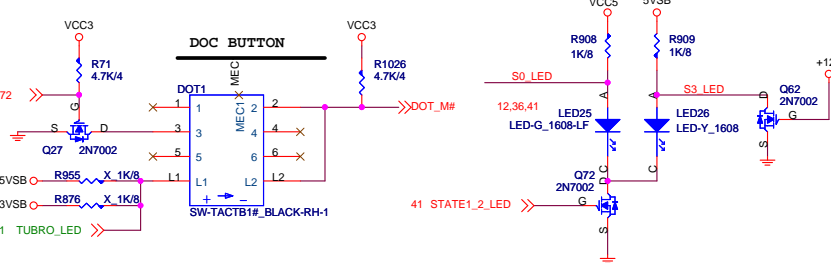 VCC3
R71
4.7K/4
72
G
S
D
Q27
2N7002
5VSB
R955
X_1K/8
3VSB
R876
X_1K/8
1 TUBRO_LED
DOC BUTTON
MEC
DOT1
MEC1
1
1
2
2
3
3
4
4
5
5
6
6
L1
L1
L2
L2
+ -
SW-TACTB1#_BLACK-RH-1
VCC3
R1026
4.7K/4
DOT_M#
VCC5
R908
1K/8
5VSB
R909
1K/8
S0_LED
12,36,41
A
LED25
LED-G_1608-LF
C
S3_LED
A
LED26
LED-Y_1608
C
D
Q62
2N7002
G
S
+12
Q72
2N7002
D
G
S
41 STATE1_2_LED